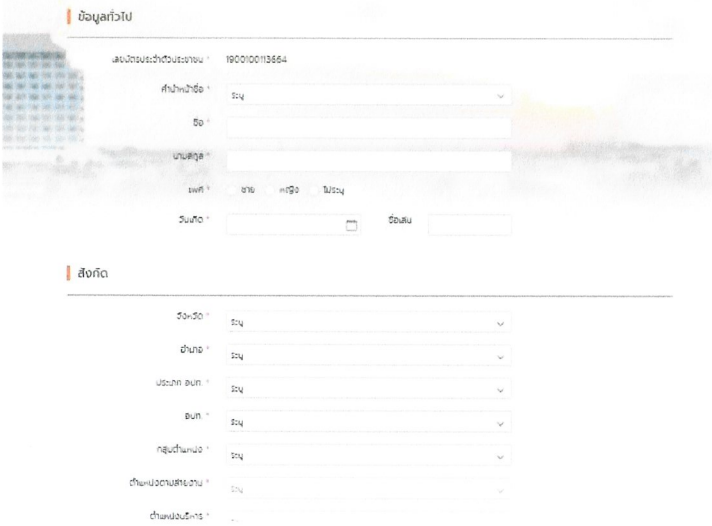 ข้อมูลทั่วไป
เลขบัตรประจำตัวประชาชน * 1900100113664
คำนำหน้าชื่อ * ระบุ
ชื่อ *
นามสกุล *
เพศ * ชาย หญิง ไม่ระบุ
วันเกิด * ชื่อเล่น
สังกัด
จังหวัด * ระบุ
อำเภอ * ระบุ
ประเภท อปท. * ระบุ
อปท. * ระบุ
กลุ่มตำแหน่ง * ระบุ
ตำแหน่งตามสายงาน * ระบุ
ตำแหน่งบริหาร *